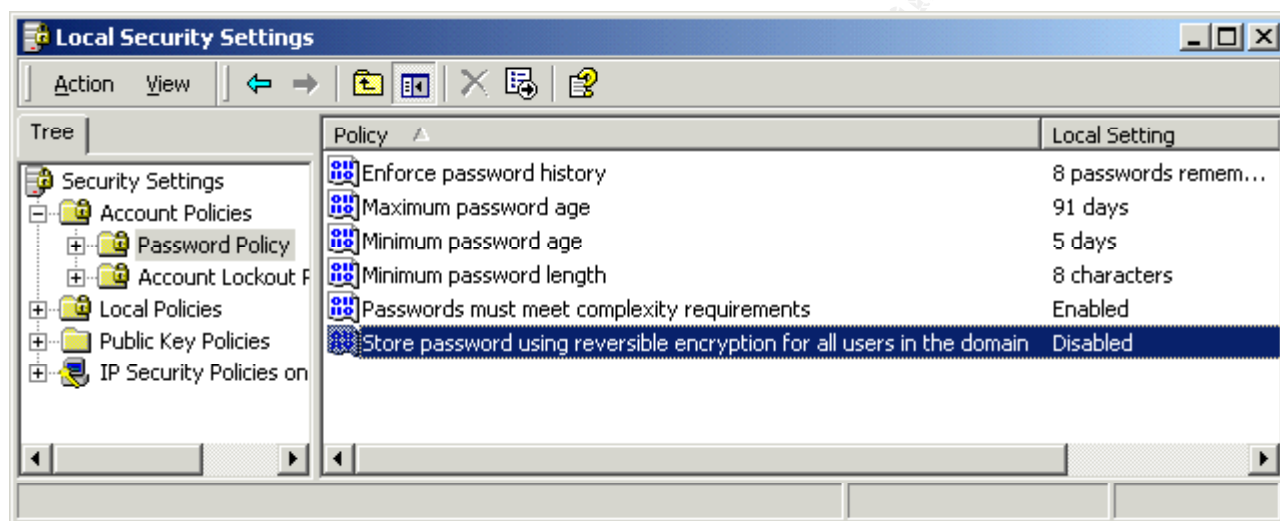 Local Security Settings
Action View
Tree
Policy Local Setting
Security Settings
Account Policies
Password Policy
Account Lockout P
Local Policies
Public Key Policies
IP Security Policies on
Enforce password history 8 passwords remem...
Maximum password age 91 days
Minimum password age 5 days
Minimum password length 8 characters
Passwords must meet complexity requirements Enabled
Store password using reversible encryption for all users in the domain Disabled